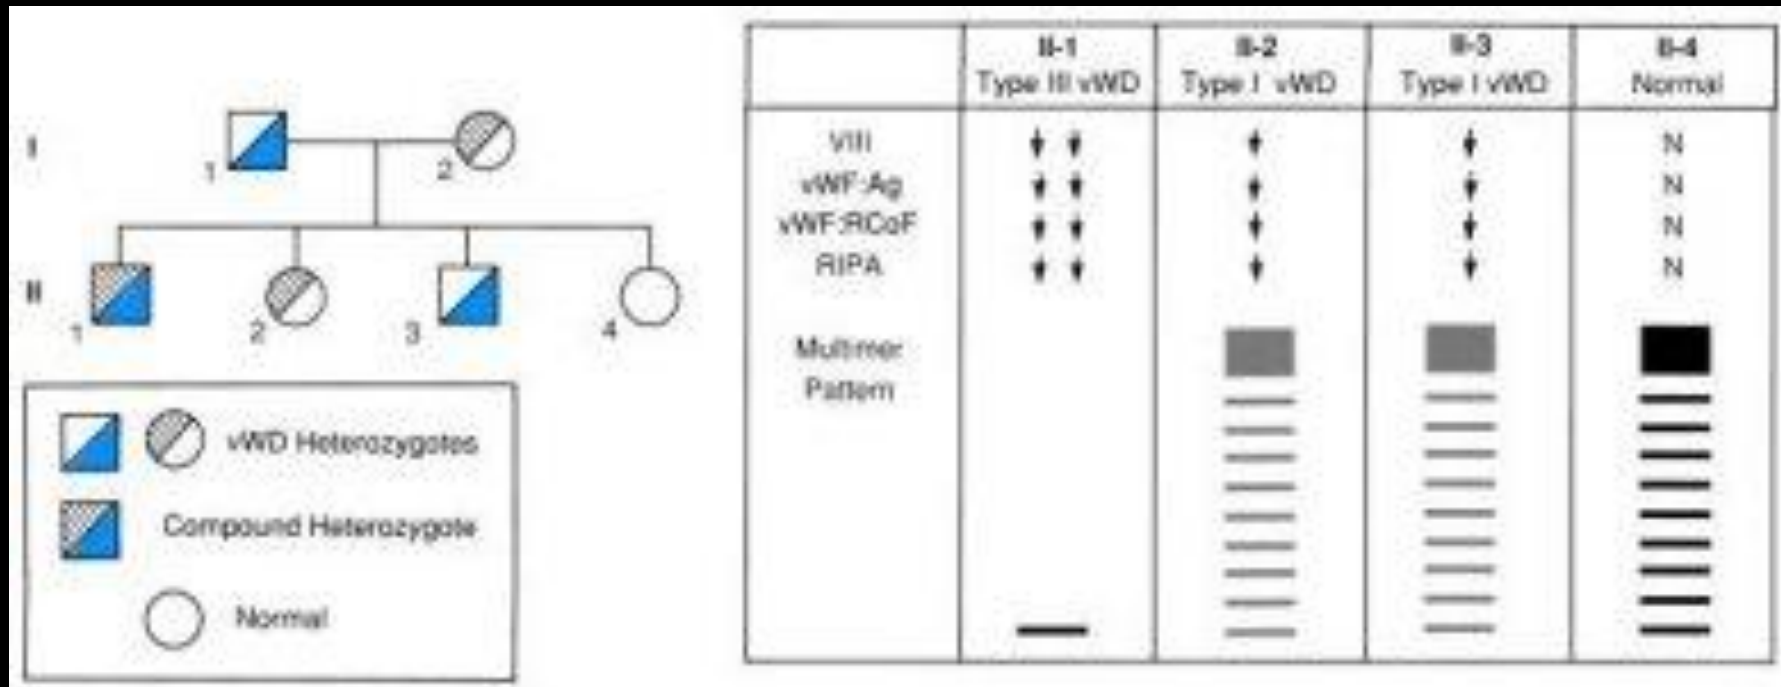 I
1
2
II
1
2
3
4
vWD Heterozygotes
Compound Heterozygote
Normal
II-1 II-2 II-3 II-4
Type III vWD Type I vWD Type I vWD Normal
VIII N
vWF:Ag N
vWF:RCoF N
RIPA N
Multimer
Pattern